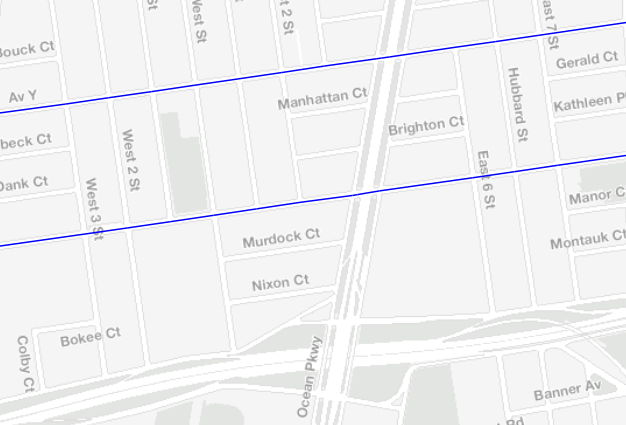 St
West St
t 2 St
ast 7 St
Bouck Ct
Gerald Ct
Av Y
Manhattan Ct
Hubbard St
Kathleen P
beck Ct
Brighton Ct
West 2 St
East 6 St
Dank Ct
West 3 St
Manor C
Murdock Ct
Montauk Ct
Nixon Ct
Bokee Ct
Colby Ct
Ocean Pkwy
Banner Av
Rd